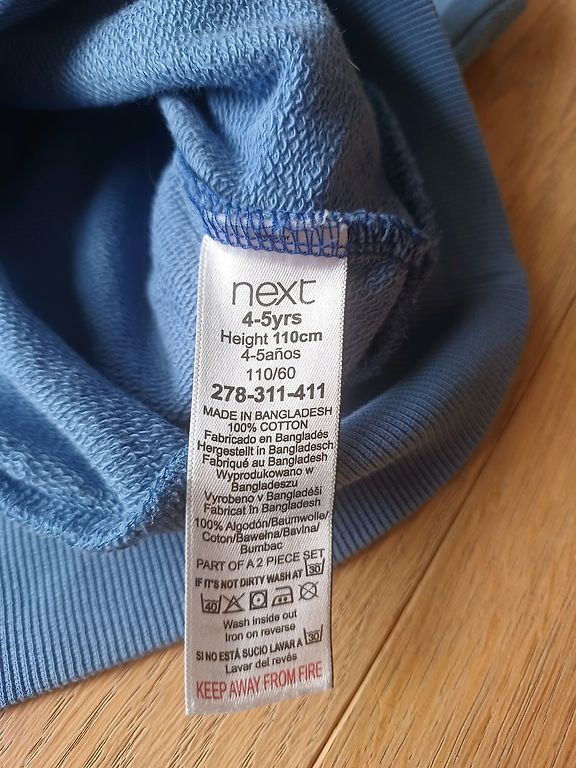 next
4-5yrs
Height 110cm
4-5años
110/60
278-311-411
MADE IN BANGLADESH
100% COTTON
Fabricado en Bangladés
Hergestellt in Bangladesch
Fabriqué au Bangladesh
Wyprodukowano w
Bangladeszu
Vyrobeno v Bangladéši
Fabricat în Bangladesh
100% Algodón/Baumwolle/
Coton/Bawełna/Bavlna/
Bumbac
PART OF A 2 PIECE SET
IF IT'S NOT DIRTY WASH AT 30
40
Wash inside out
Iron on reverse
SI NO ESTÁ SUCIO LAVAR A 30
Lavar del revés
KEEP AWAY FROM FIRE